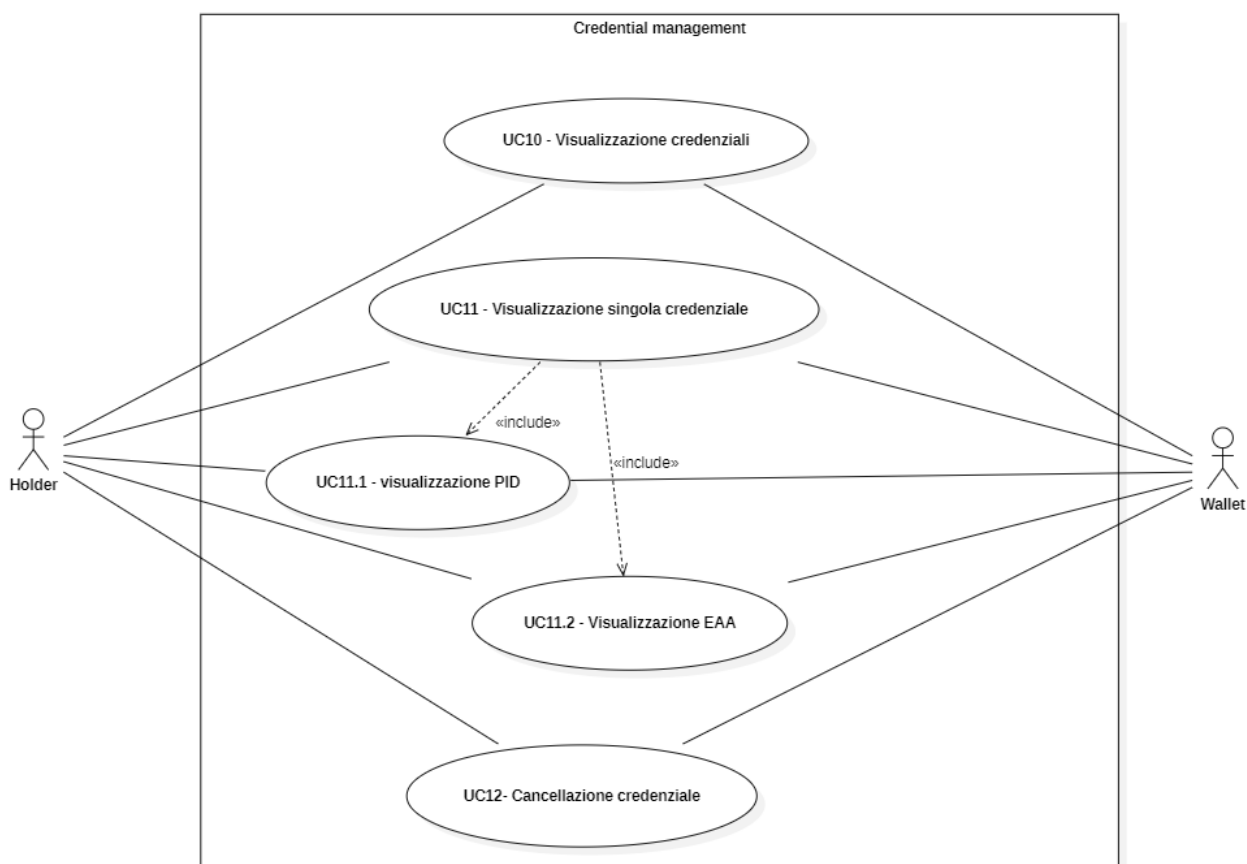 Credential management
UC10 - Visualizzazione credenziali
UC11 - Visualizzazione singola credenziale
«include»
«include»
UC11.1 - visualizzazione PID
Holder
Wallet
UC11.2 - Visualizzazione EAA
UC12- Cancellazione credenziale